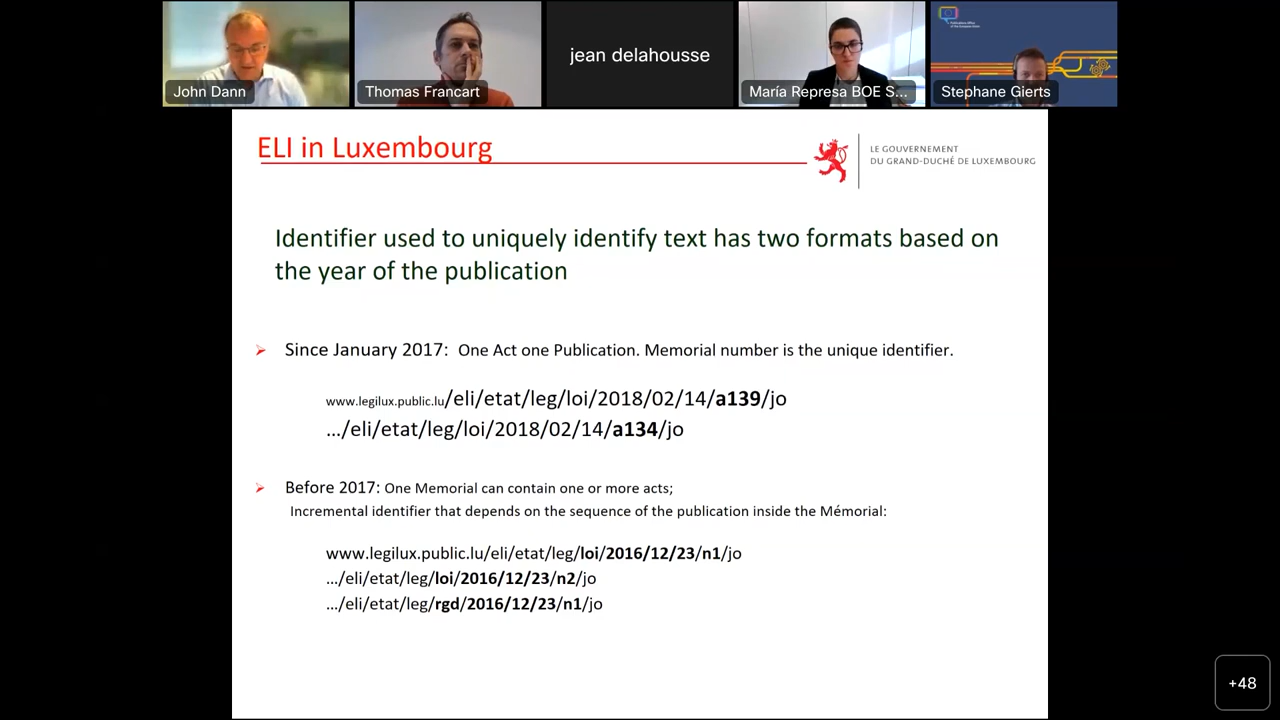 jean delahousse
John Dann
Thomas Francart
María Represa BOE S...
Stephane Gierts
ELI in Luxembourg
LE GOUVERNEMENT
DU GRAND-DUCHÉ DE LUXEMBOURG
Identifier used to uniquely identify text has two formats based on
the year of the publication
➢ Since January 2017: One Act one Publication. Memorial number is the unique identifier.
www.legilux.public.lu/eli/etat/leg/loi/2018/02/14/a139/jo
…/eli/etat/leg/loi/2018/02/14/a134/jo
➢ Before 2017: One Memorial can contain one or more acts;
Incremental identifier that depends on the sequence of the publication inside the Mémorial:
www.legilux.public.lu/eli/etat/leg/loi/2016/12/23/n1/jo
…/eli/etat/leg/loi/2016/12/23/n2/jo
…/eli/etat/leg/rgd/2016/12/23/n1/jo
+48